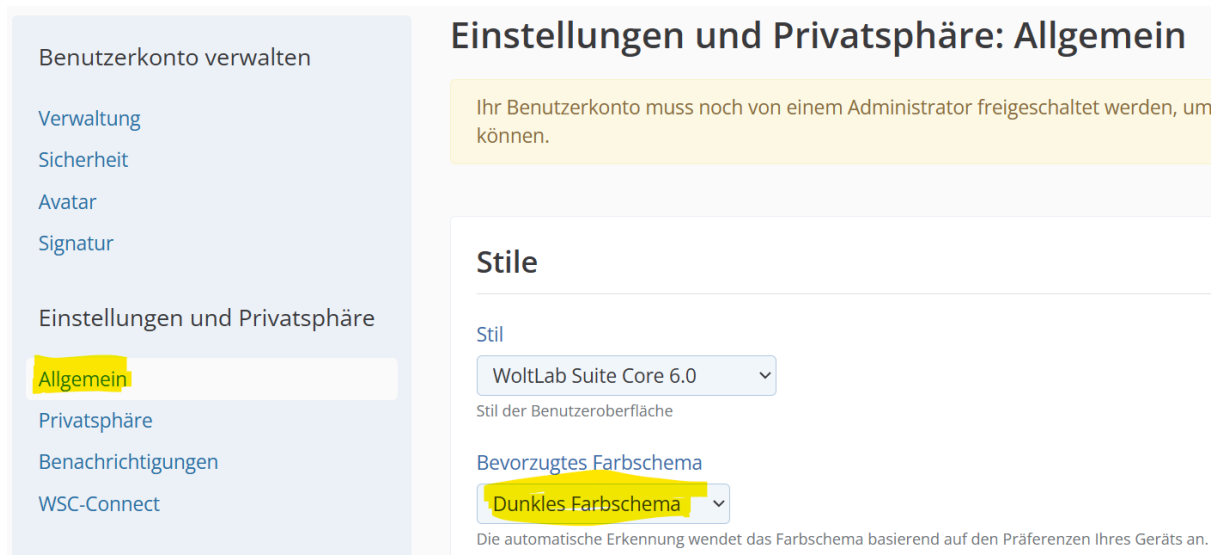 Benutzerkonto verwalten
Verwaltung
Sicherheit
Avatar
Signatur
Einstellungen und Privatsphäre
Allgemein
Privatsphäre
Benachrichtigungen
WSC-Connect
Einstellungen und Privatsphäre: Allgemein
Ihr Benutzerkonto muss noch von einem Administrator freigeschaltet werden, um
können.
Stile
Stil
WoltLab Suite Core 6.0
Stil der Benutzeroberfläche
Bevorzugtes Farbschema
Dunkles Farbschema
Die automatische Erkennung wendet das Farbschema basierend auf den Präferenzen Ihres Geräts an.